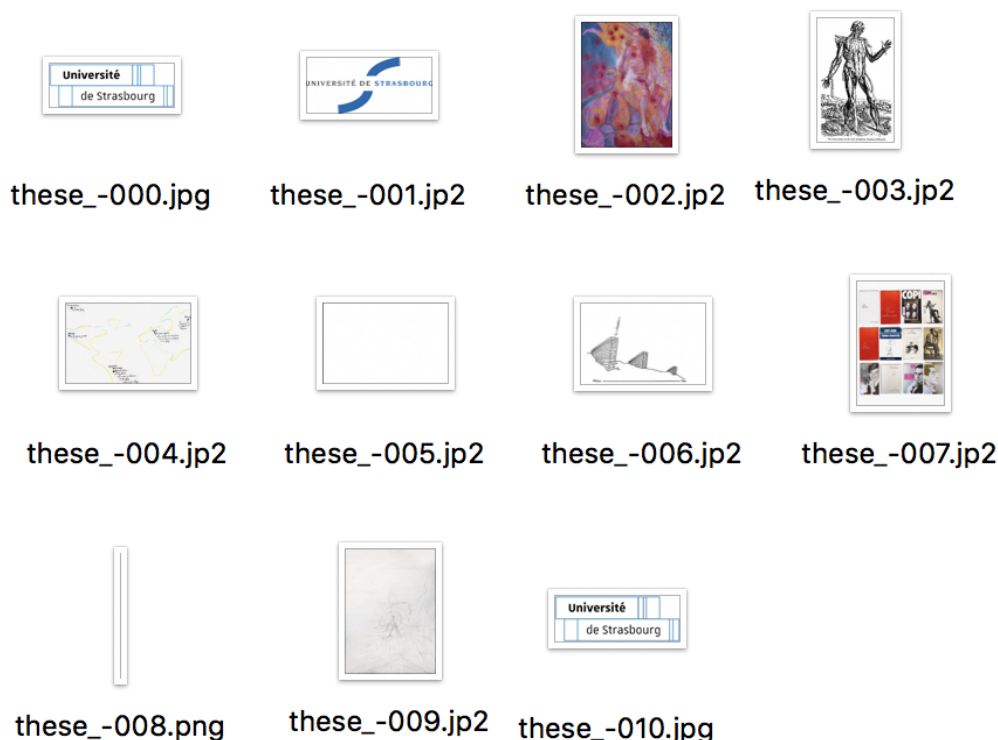 Université
de Strasbourg
UNIVERSITÉ DE STRASBOURG
these_-000.jpg
these_-001.jp2
these_-002.jp2
these_-003.jp2
these_-004.jp2
these_-005.jp2
these_-006.jp2
COPI
these_-007.jp2
Université
de Strasbourg
these_-008.png
these_-009.jp2
these_-010.jpg